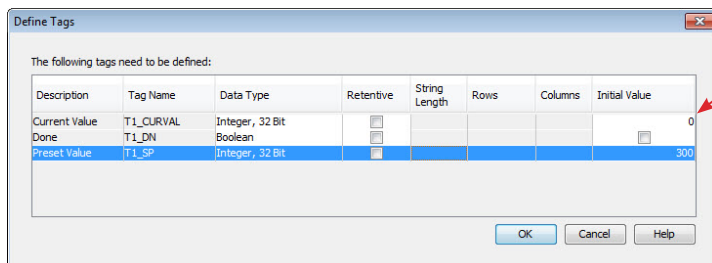 Define Tags
The following tags need to be defined:
Description Tag Name Data Type Retentive String Length Rows Columns Initial Value
Current Value T1_CURVAL Integer, 32 Bit 0
Done T1_DN Boolean
Preset Value T1_SP Integer, 32 Bit 300
OK Cancel Help